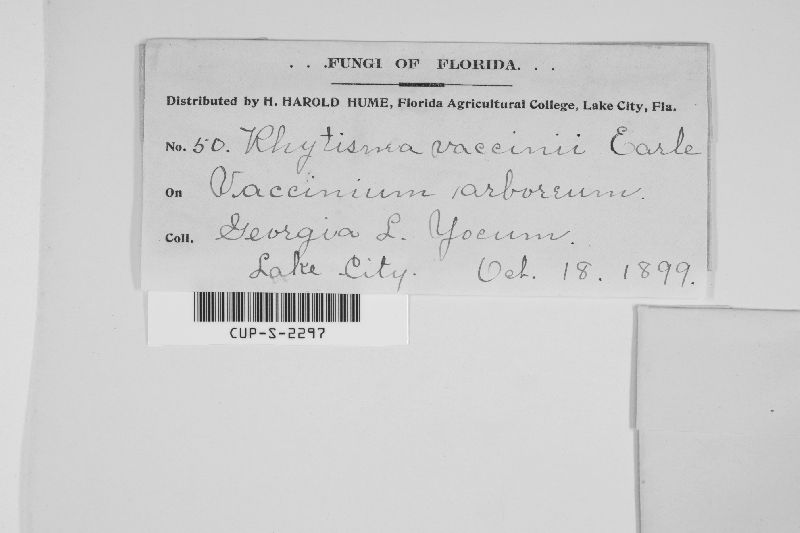 . . .FUNGI OF FLORIDA. . .
Distributed by H. HAROLD HUME, Florida Agricultural College, Lake City, Fla.
No. 50. Rhytisma vaccinii Earle
On Vaccinium arboreum.
Coll. Georgia L. Yocum.
Lake City. Oct. 18. 1899.
CUP-S-2297